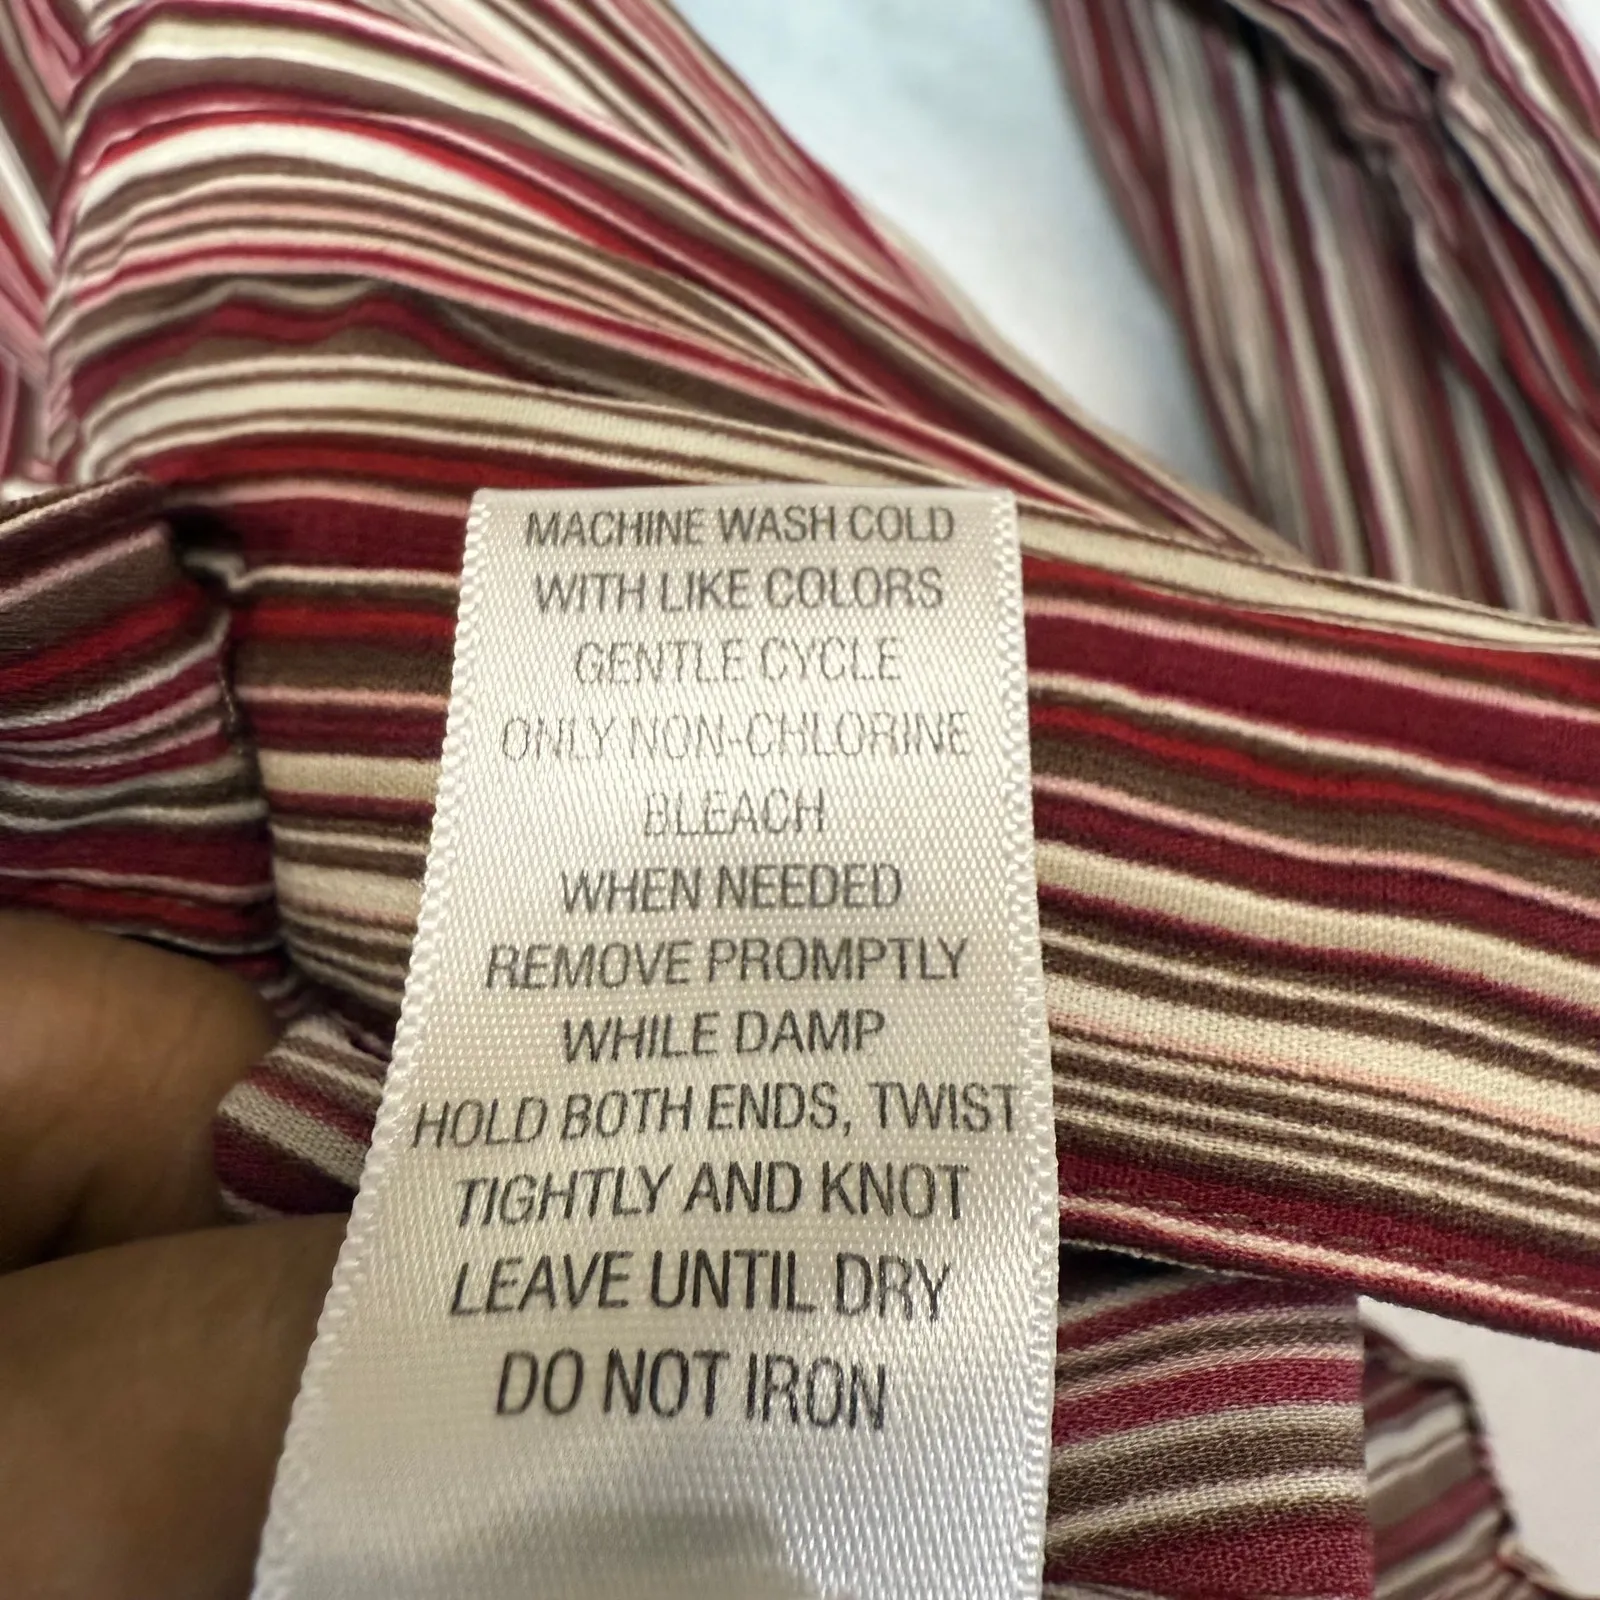 MACHINE WASH COLD
WITH LIKE COLORS
GENTLE CYCLE
ONLY NON-CHLORINE
BLEACH
WHEN NEEDED
REMOVE PROMPTLY
WHILE DAMP
HOLD BOTH ENDS, TWIST
TIGHTLY AND KNOT
LEAVE UNTIL DRY
DO NOT IRON